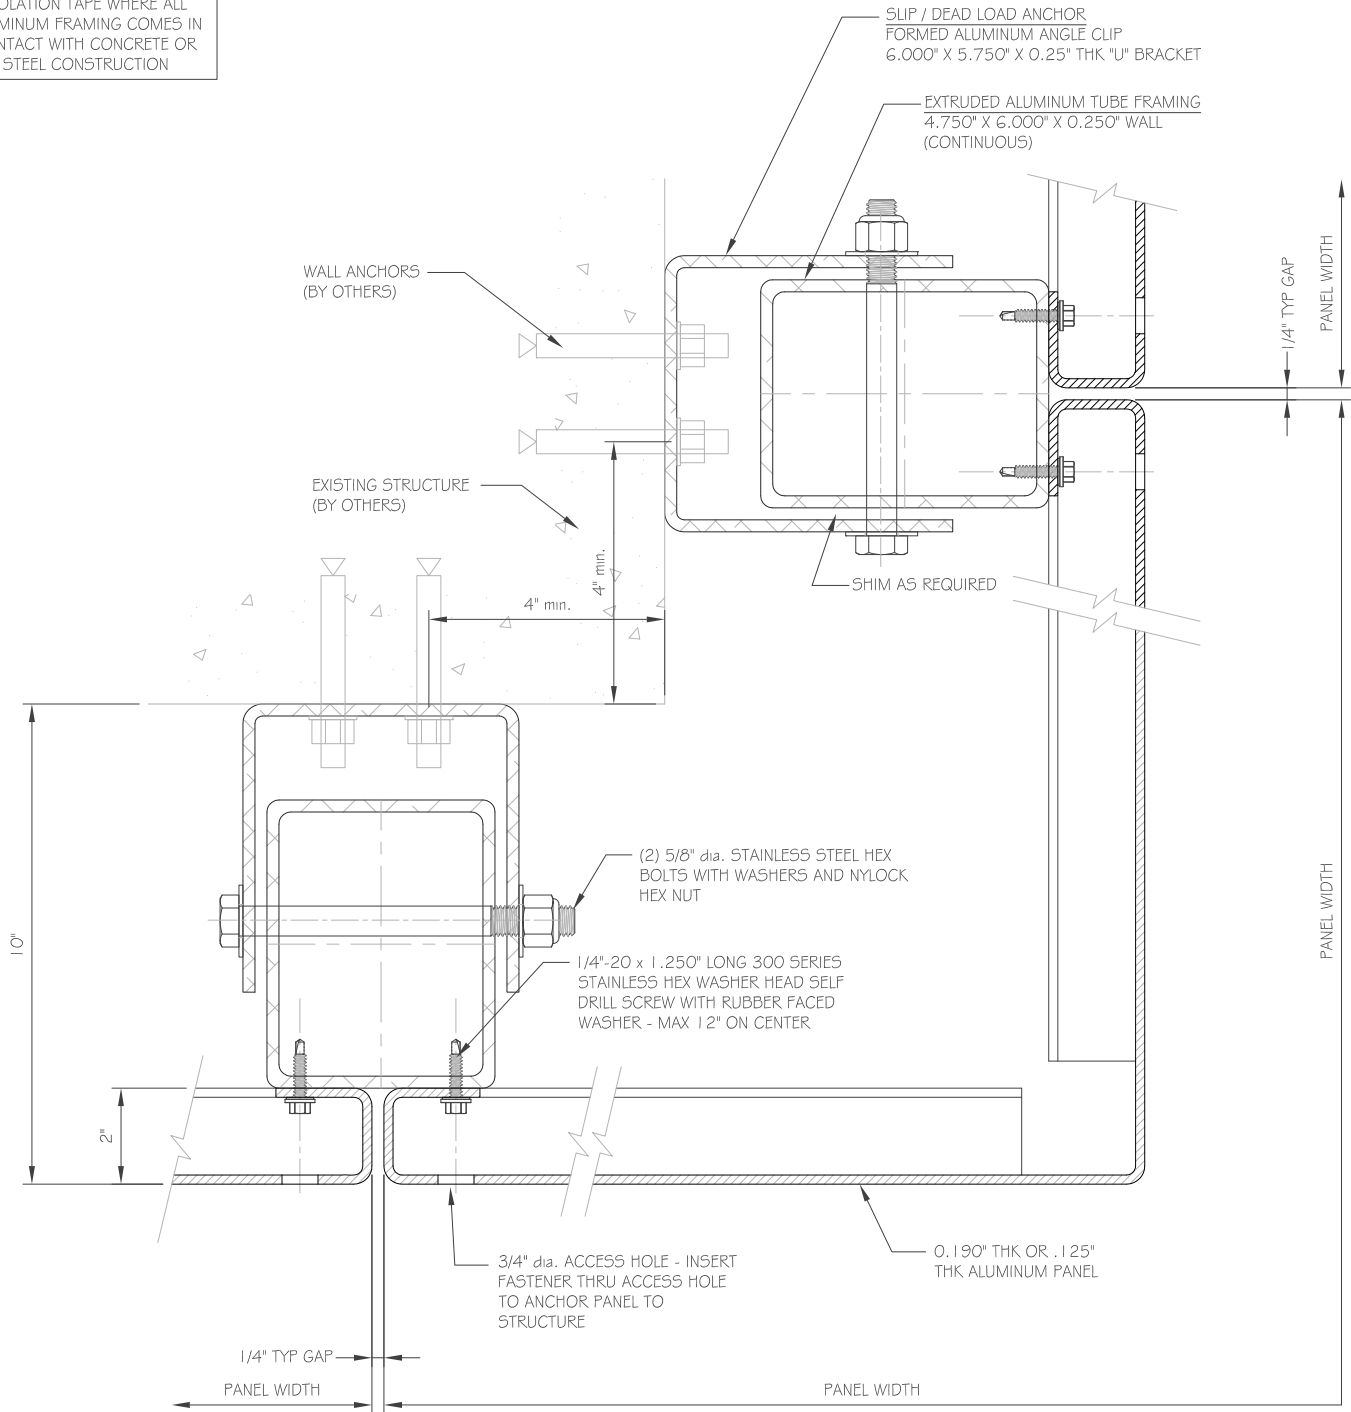 TAPE WHERE ALL
FRAMING COMES IN
WITH CONCRETE OR
STEEL CONSTRUCTION
SLIP / DEAD LOAD ANCHOR
FORMED ALUMINUM ANGLE CLIP
6.000" X 5.750" X 0.25" THK "U" BRACKET
EXTRUDED ALUMINUM TUBE FRAMING
4.750" X 6.000" X 0.250" WALL
(CONTINUOUS)
WALL ANCHORS
(BY OTHERS)
1/4" TYP GAP
PANEL WIDTH
EXISTING STRUCTURE
(BY OTHERS)
4" min.
4" min.
SHIM AS REQUIRED
(2) 5/8" dia. STAINLESS STEEL HEX
BOLTS WITH WASHERS AND NYLOCK
HEX NUT
PANEL WIDTH
10"
1/4"-20 x 1.250" LONG 300 SERIES
STAINLESS HEX WASHER HEAD SELF
DRILL SCREW WITH RUBBER FACED
WASHER - MAX 12" ON CENTER
2"
3/4" dia. ACCESS HOLE - INSERT
FASTENER THRU ACCESS HOLE
TO ANCHOR PANEL TO
STRUCTURE
0.190" THK OR .125"
THK ALUMINUM PANEL
1/4" TYP GAP
PANEL WIDTH
PANEL WIDTH